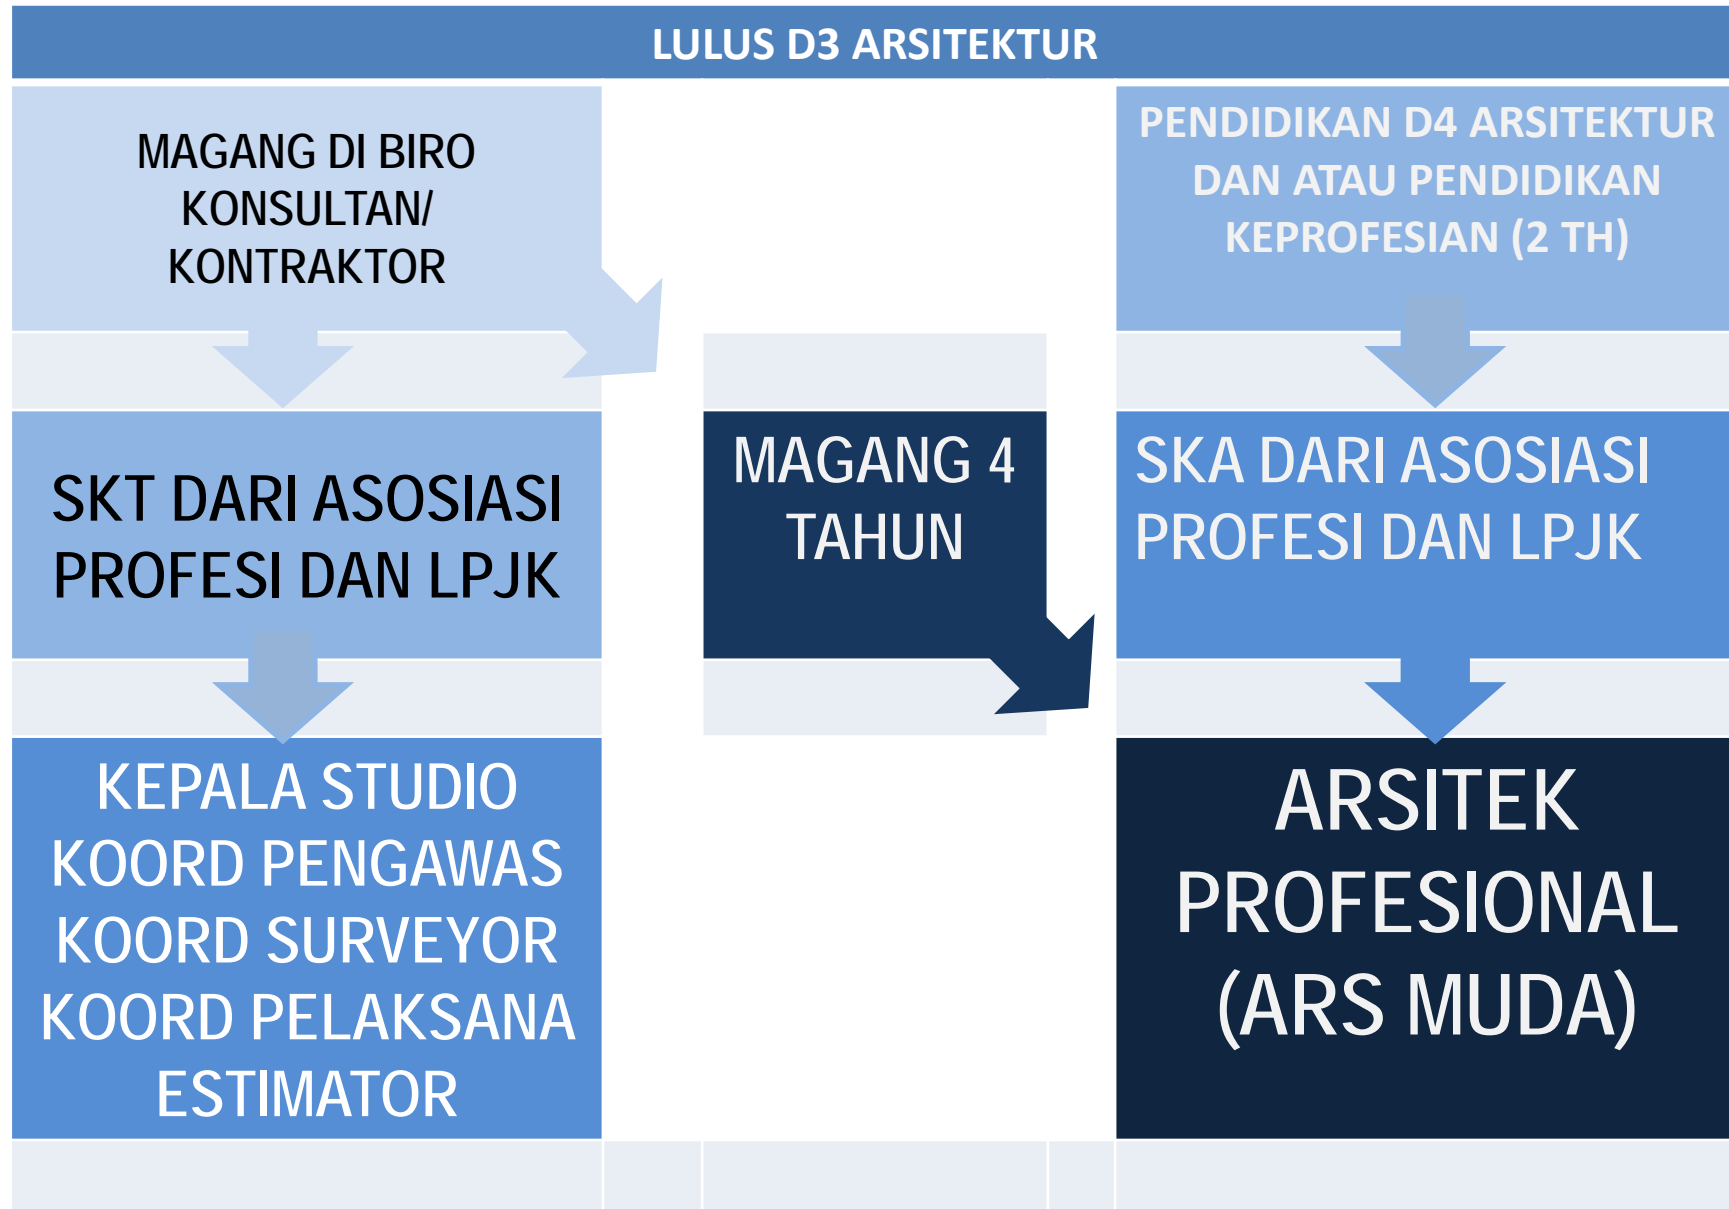 LULUS D3 ARSITEKTUR
MAGANG DI BIRO
KONSULTAN/
KONTRAKTOR
PENDIDIKAN D4 ARSITEKTUR
DAN ATAU PENDIDIKAN
KEPROFESIAN (2 TH)
SKT DARI ASOSIASI
PROFESI DAN LPJK
MAGANG 4
TAHUN
SKA DARI ASOSIASI
PROFESI DAN LPJK
KEPALA STUDIO
KOORD PENGAWAS
KOORD SURVEYOR
KOORD PELAKSANA
ESTIMATOR
ARSITEK
PROFESIONAL
(ARS MUDA)